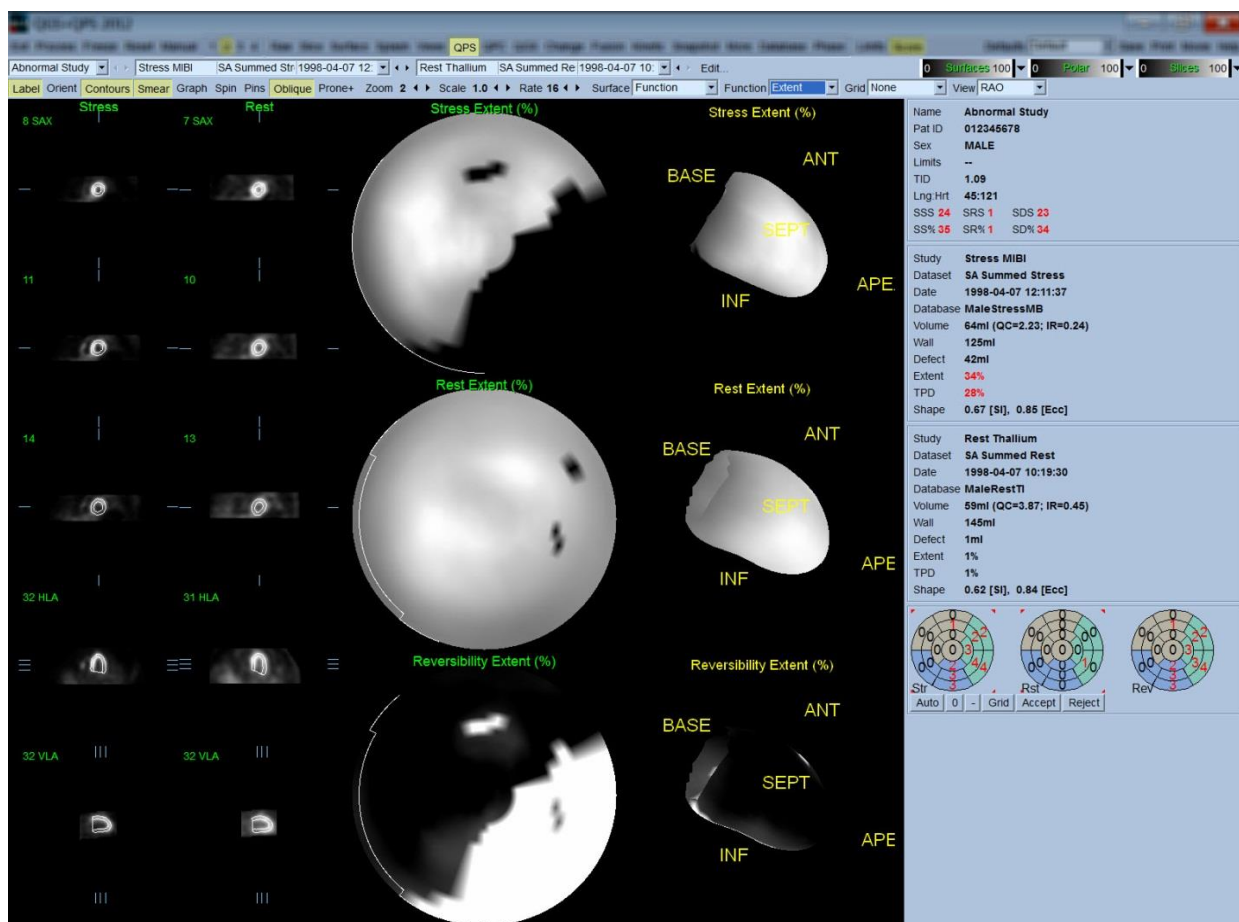 QGS+QPS 2012
QPS
Abnormal Study Stress MIBI SA Summed Str 1998-04-07 12: Rest Thallium SA Summed Re 1998-04-07 10: Edit... 0 Surfaces 100 0 Polar 100 0 Slices 100
Label Orient Contours Smear Graph Spin Pins Oblique Prone+ Zoom 2 Scale 1.0 Rate 16 Surface Function Function Extent Grid None View RAO
Stress Rest Stress Extent (%) Stress Extent (%)
8 SAX 7 SAX
BASE ANT
SEPT
INF APE
11 10
Rest Extent (%) Rest Extent (%)
14 13
BASE ANT
SEPT
INF APE
32 HLA 31 HLA
Reversibility Extent (%) Reversibility Extent (%)
BASE ANT
32 VLA 32 VLA
SEPT
INF APE
Name Abnormal Study
Pat ID 012345678
Sex MALE
Limits --
TID 1.09
Lng:Hrt 45:121
SSS 24 SRS 1 SDS 23
SS% 35 SR% 1 SD% 34
Study Stress MIBI
Dataset SA Summed Stress
Date 1998-04-07 12:11:37
Database MaleStressMB
Volume 64ml (QC=2.23; IR=0.24)
Wall 125ml
Defect 42ml
Extent 34%
TPD 28%
Shape 0.67 [SI], 0.85 [Ecc]
Study Rest Thallium
Dataset SA Summed Rest
Date 1998-04-07 10:19:30
Database MaleRestTl
Volume 59ml (QC=3.87; IR=0.45)
Wall 145ml
Defect 1ml
Extent 1%
TPD 1%
Shape 0.62 [SI], 0.84 [Ecc]
Str Rst Rev
Auto 0 - Grid Accept Reject